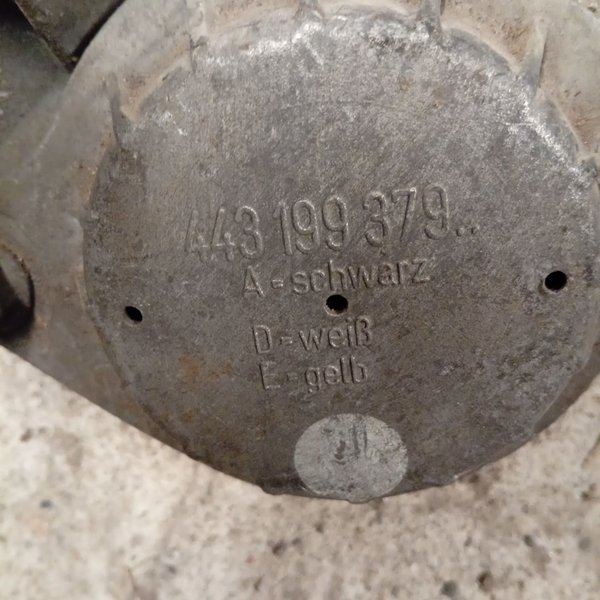 443 199 379..
A-schwarz
D-weiß
E-gelb